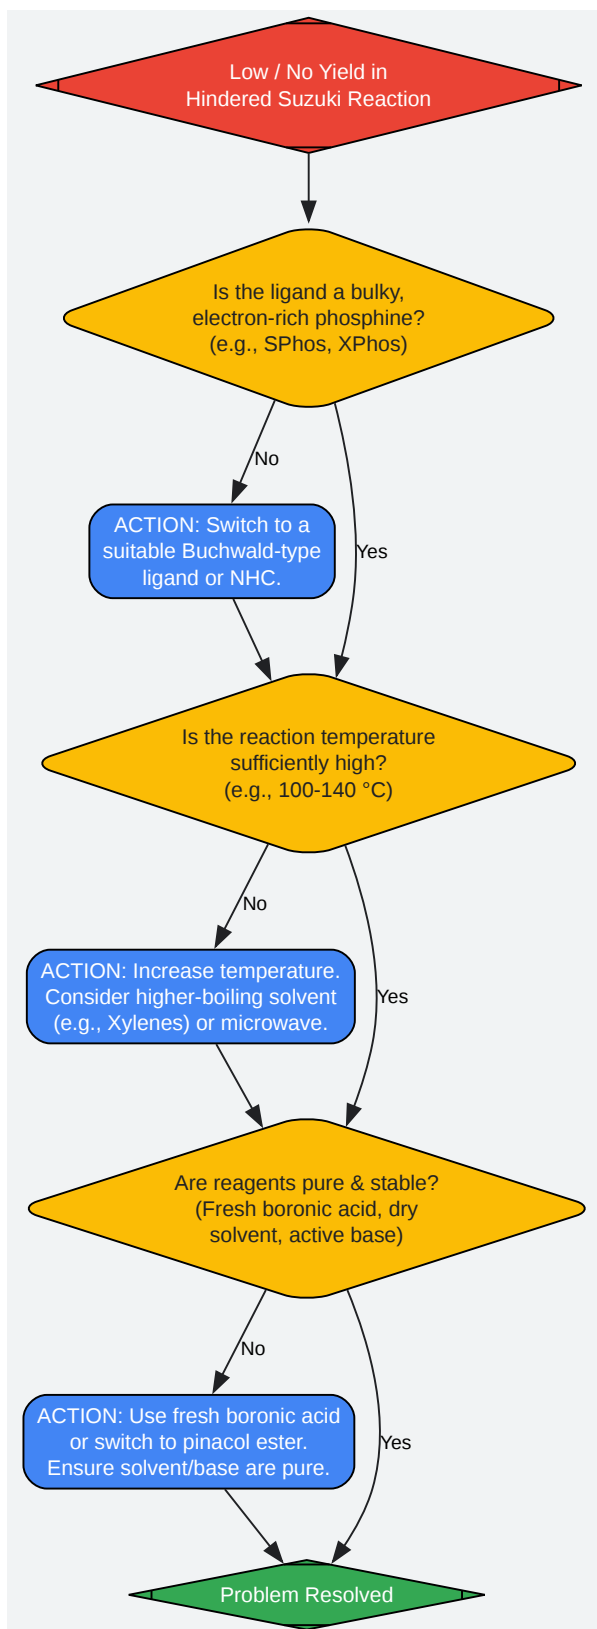 Low / No Yield in
Hindered Suzuki Reaction
Is the ligand a bulky,
electron-rich phosphine?
(e.g., SPhos, XPhos)
No
ACTION: Switch to a
suitable Buchwald-type
ligand or NHC.
Yes
Is the reaction temperature
sufficiently high?
(e.g., 100-140 °C)
No
ACTION: Increase temperature.
Consider higher-boiling solvent
(e.g., Xylenes) or microwave.
Yes
Are reagents pure & stable?
(Fresh boronic acid, dry
solvent, active base)
No
ACTION: Use fresh boronic acid
or switch to pinacol ester.
Ensure solvent/base are pure.
Yes
Problem Resolved